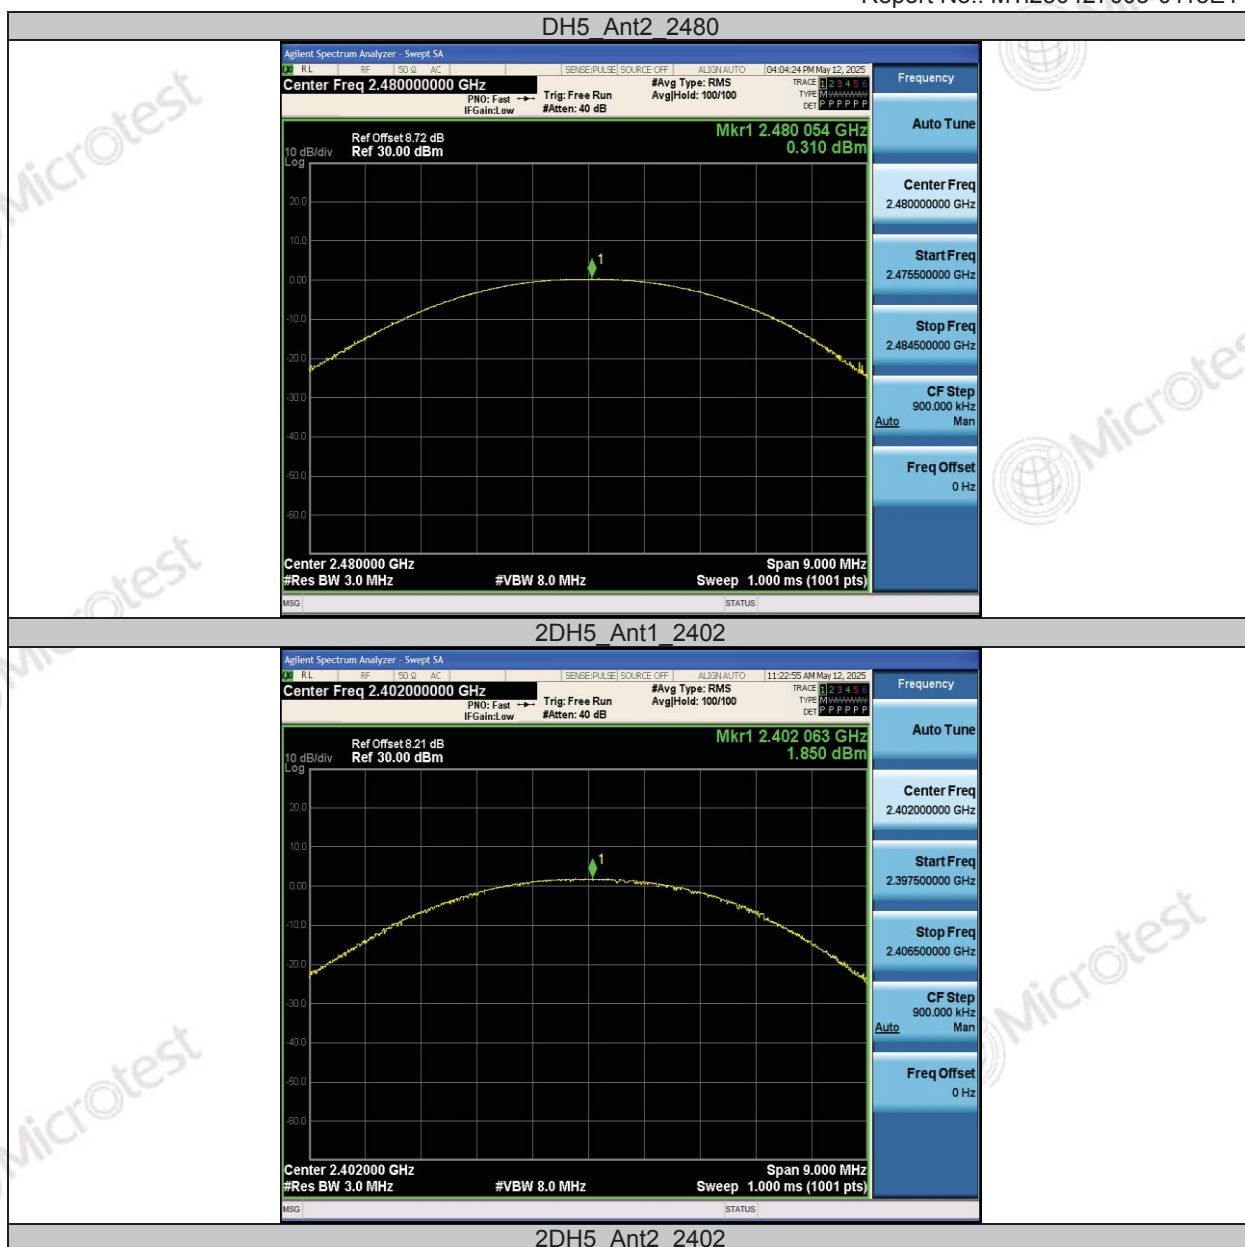 DH5_Ant2_2480
Agilent Spectrum Analyzer - Swept SA
RL RF 50 Ω AC SENSE:PULSE SOURCE OFF ALIGN AUTO 04:04:24 PM May 12, 2025
Center Freq 2.480000000 GHz #Avg Type: RMS TRACE 1 2 3 4 5 6
PNO: Fast Trig: Free Run Avg|Hold: 100/100 TYPE M
IFGain:Low #Atten: 40 dB DET P P P P P P
Mkr1 2.480 054 GHz
0.310 dBm
Ref Offset 8.72 dB
10 dB/div Ref 30.00 dBm
Log
20.0
10.0
0.00
-10.0
-20.0
-30.0
-40.0
-50.0
-60.0
1
Center 2.480000 GHz Span 9.000 MHz
#Res BW 3.0 MHz #VBW 8.0 MHz Sweep 1.000 ms (1001 pts)
MSG STATUS
Frequency
Auto Tune
Center Freq
2.480000000 GHz
Start Freq
2.475500000 GHz
Stop Freq
2.484500000 GHz
CF Step
900.000 kHz
Auto Man
Freq Offset
0 Hz
2DH5_Ant1_2402
Agilent Spectrum Analyzer - Swept SA
RL RF 50 Ω AC SENSE:PULSE SOURCE OFF ALIGN AUTO 11:22:55 AM May 12, 2025
Center Freq 2.402000000 GHz #Avg Type: RMS TRACE 1 2 3 4 5 6
PNO: Fast Trig: Free Run Avg|Hold: 100/100 TYPE M
IFGain:Low #Atten: 40 dB DET P P P P P P
Mkr1 2.402 063 GHz
1.850 dBm
Ref Offset 8.21 dB
10 dB/div Ref 30.00 dBm
Log
20.0
10.0
0.00
-10.0
-20.0
-30.0
-40.0
-50.0
-60.0
1
Center 2.402000 GHz Span 9.000 MHz
#Res BW 3.0 MHz #VBW 8.0 MHz Sweep 1.000 ms (1001 pts)
MSG STATUS
Frequency
Auto Tune
Center Freq
2.402000000 GHz
Start Freq
2.397500000 GHz
Stop Freq
2.406500000 GHz
CF Step
900.000 kHz
Auto Man
Freq Offset
0 Hz
2DH5_Ant2_2402
Microtest
Microtest
Microtest
Microtest